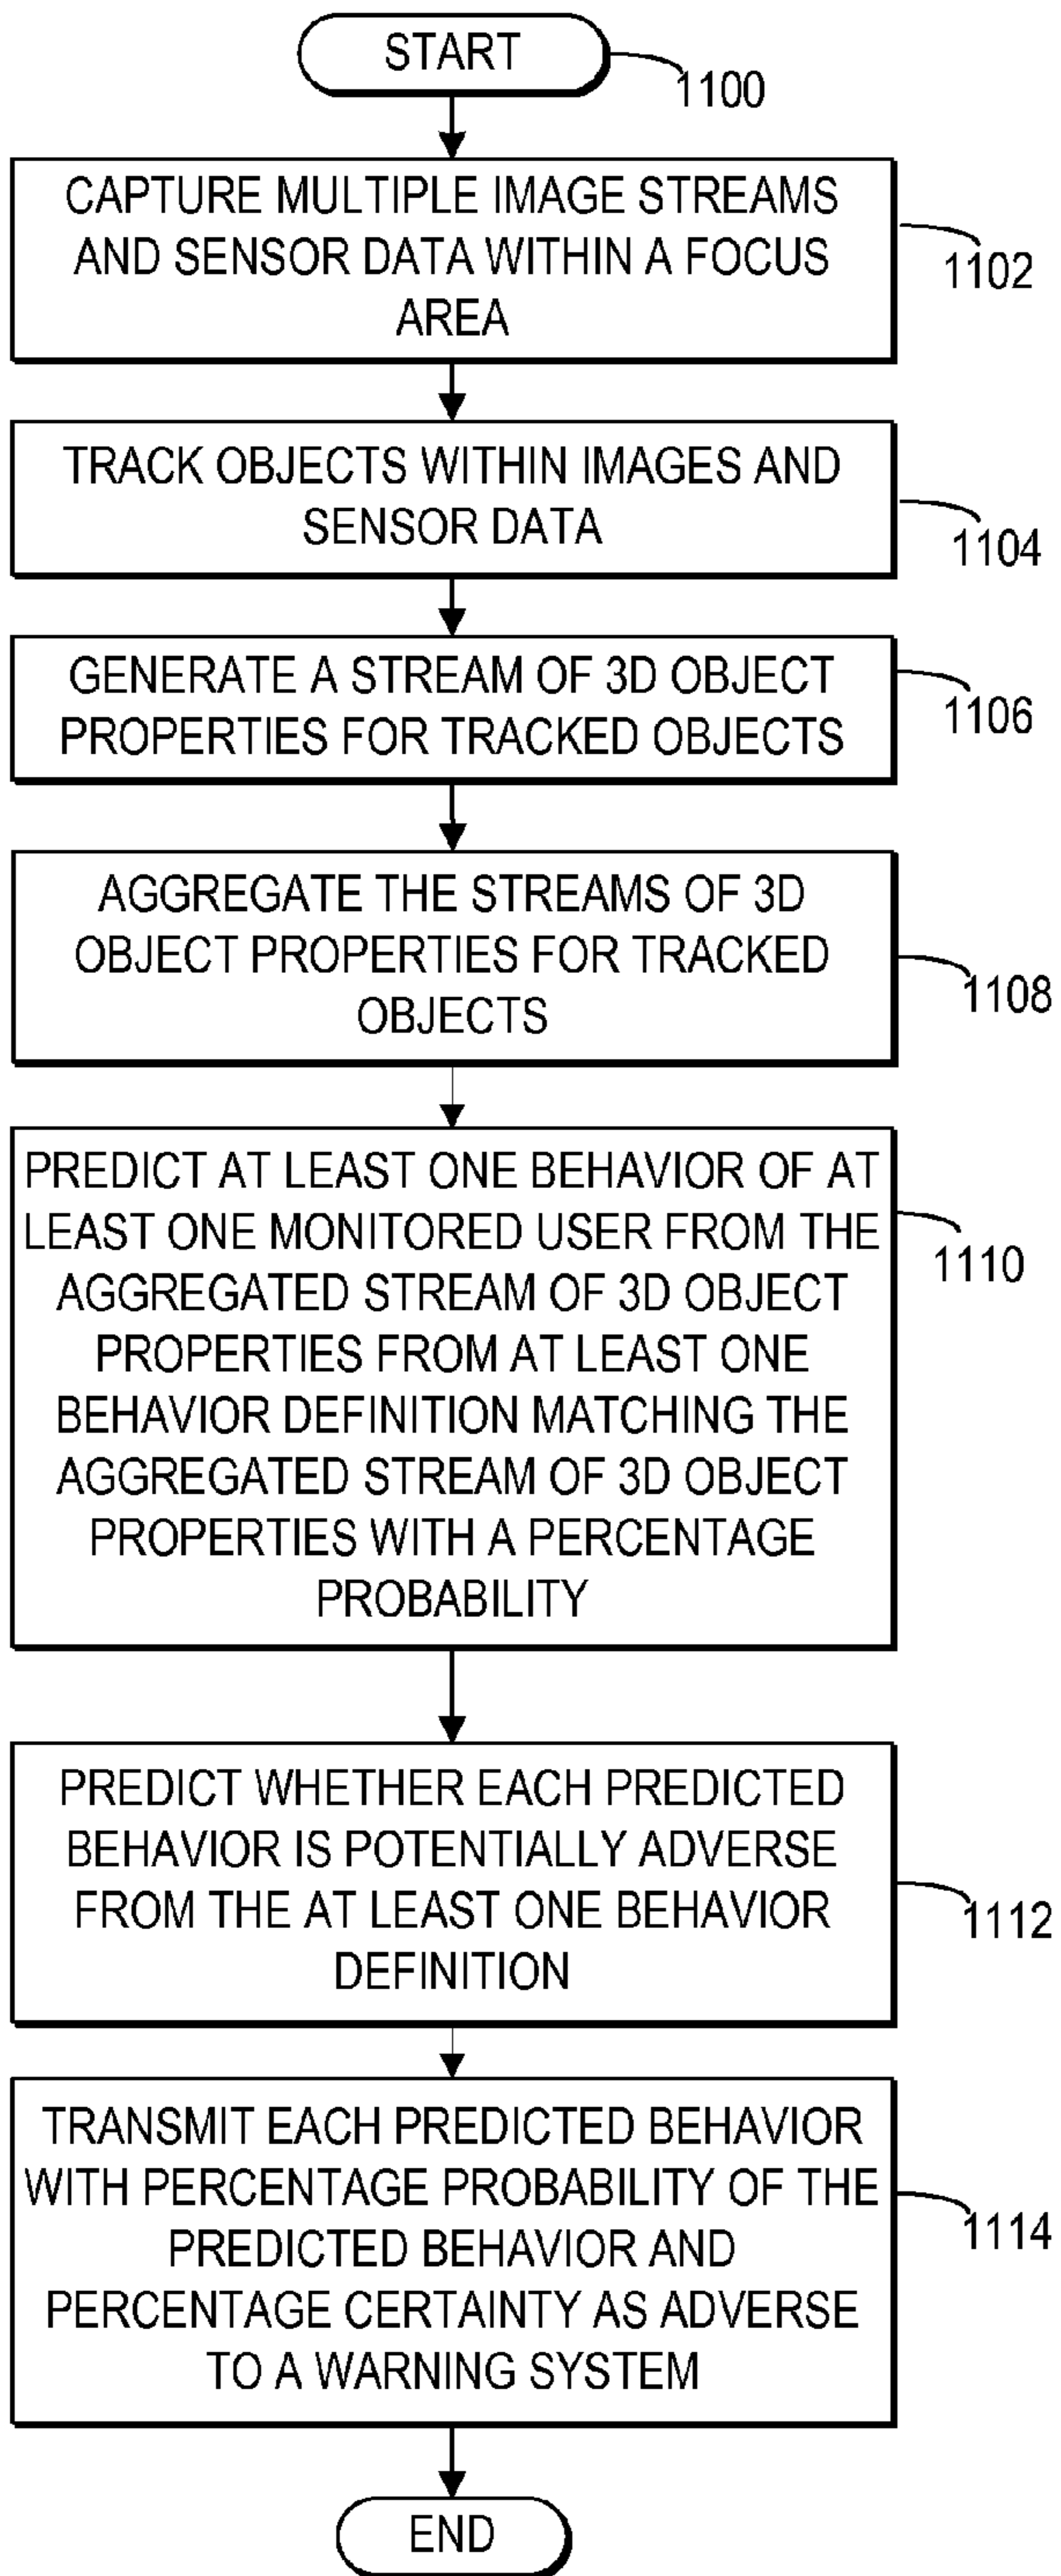 START
1100
CAPTURE MULTIPLE IMAGE STREAMS
AND SENSOR DATA WITHIN A FOCUS
AREA
1102
TRACK OBJECTS WITHIN IMAGES AND
SENSOR DATA
1104
GENERATE A STREAM OF 3D OBJECT
PROPERTIES FOR TRACKED OBJECTS
1106
AGGREGATE THE STREAMS OF 3D
OBJECT PROPERTIES FOR TRACKED
OBJECTS
1108
PREDICT AT LEAST ONE BEHAVIOR OF AT
LEAST ONE MONITORED USER FROM THE
AGGREGATED STREAM OF 3D OBJECT
PROPERTIES FROM AT LEAST ONE
BEHAVIOR DEFINITION MATCHING THE
AGGREGATED STREAM OF 3D OBJECT
PROPERTIES WITH A PERCENTAGE
PROBABILITY
1110
PREDICT WHETHER EACH PREDICTED
BEHAVIOR IS POTENTIALLY ADVERSE
FROM THE AT LEAST ONE BEHAVIOR
DEFINITION
1112
TRANSMIT EACH PREDICTED BEHAVIOR
WITH PERCENTAGE PROBABILITY OF THE
PREDICTED BEHAVIOR AND
PERCENTAGE CERTAINTY AS ADVERSE
TO A WARNING SYSTEM
1114
END